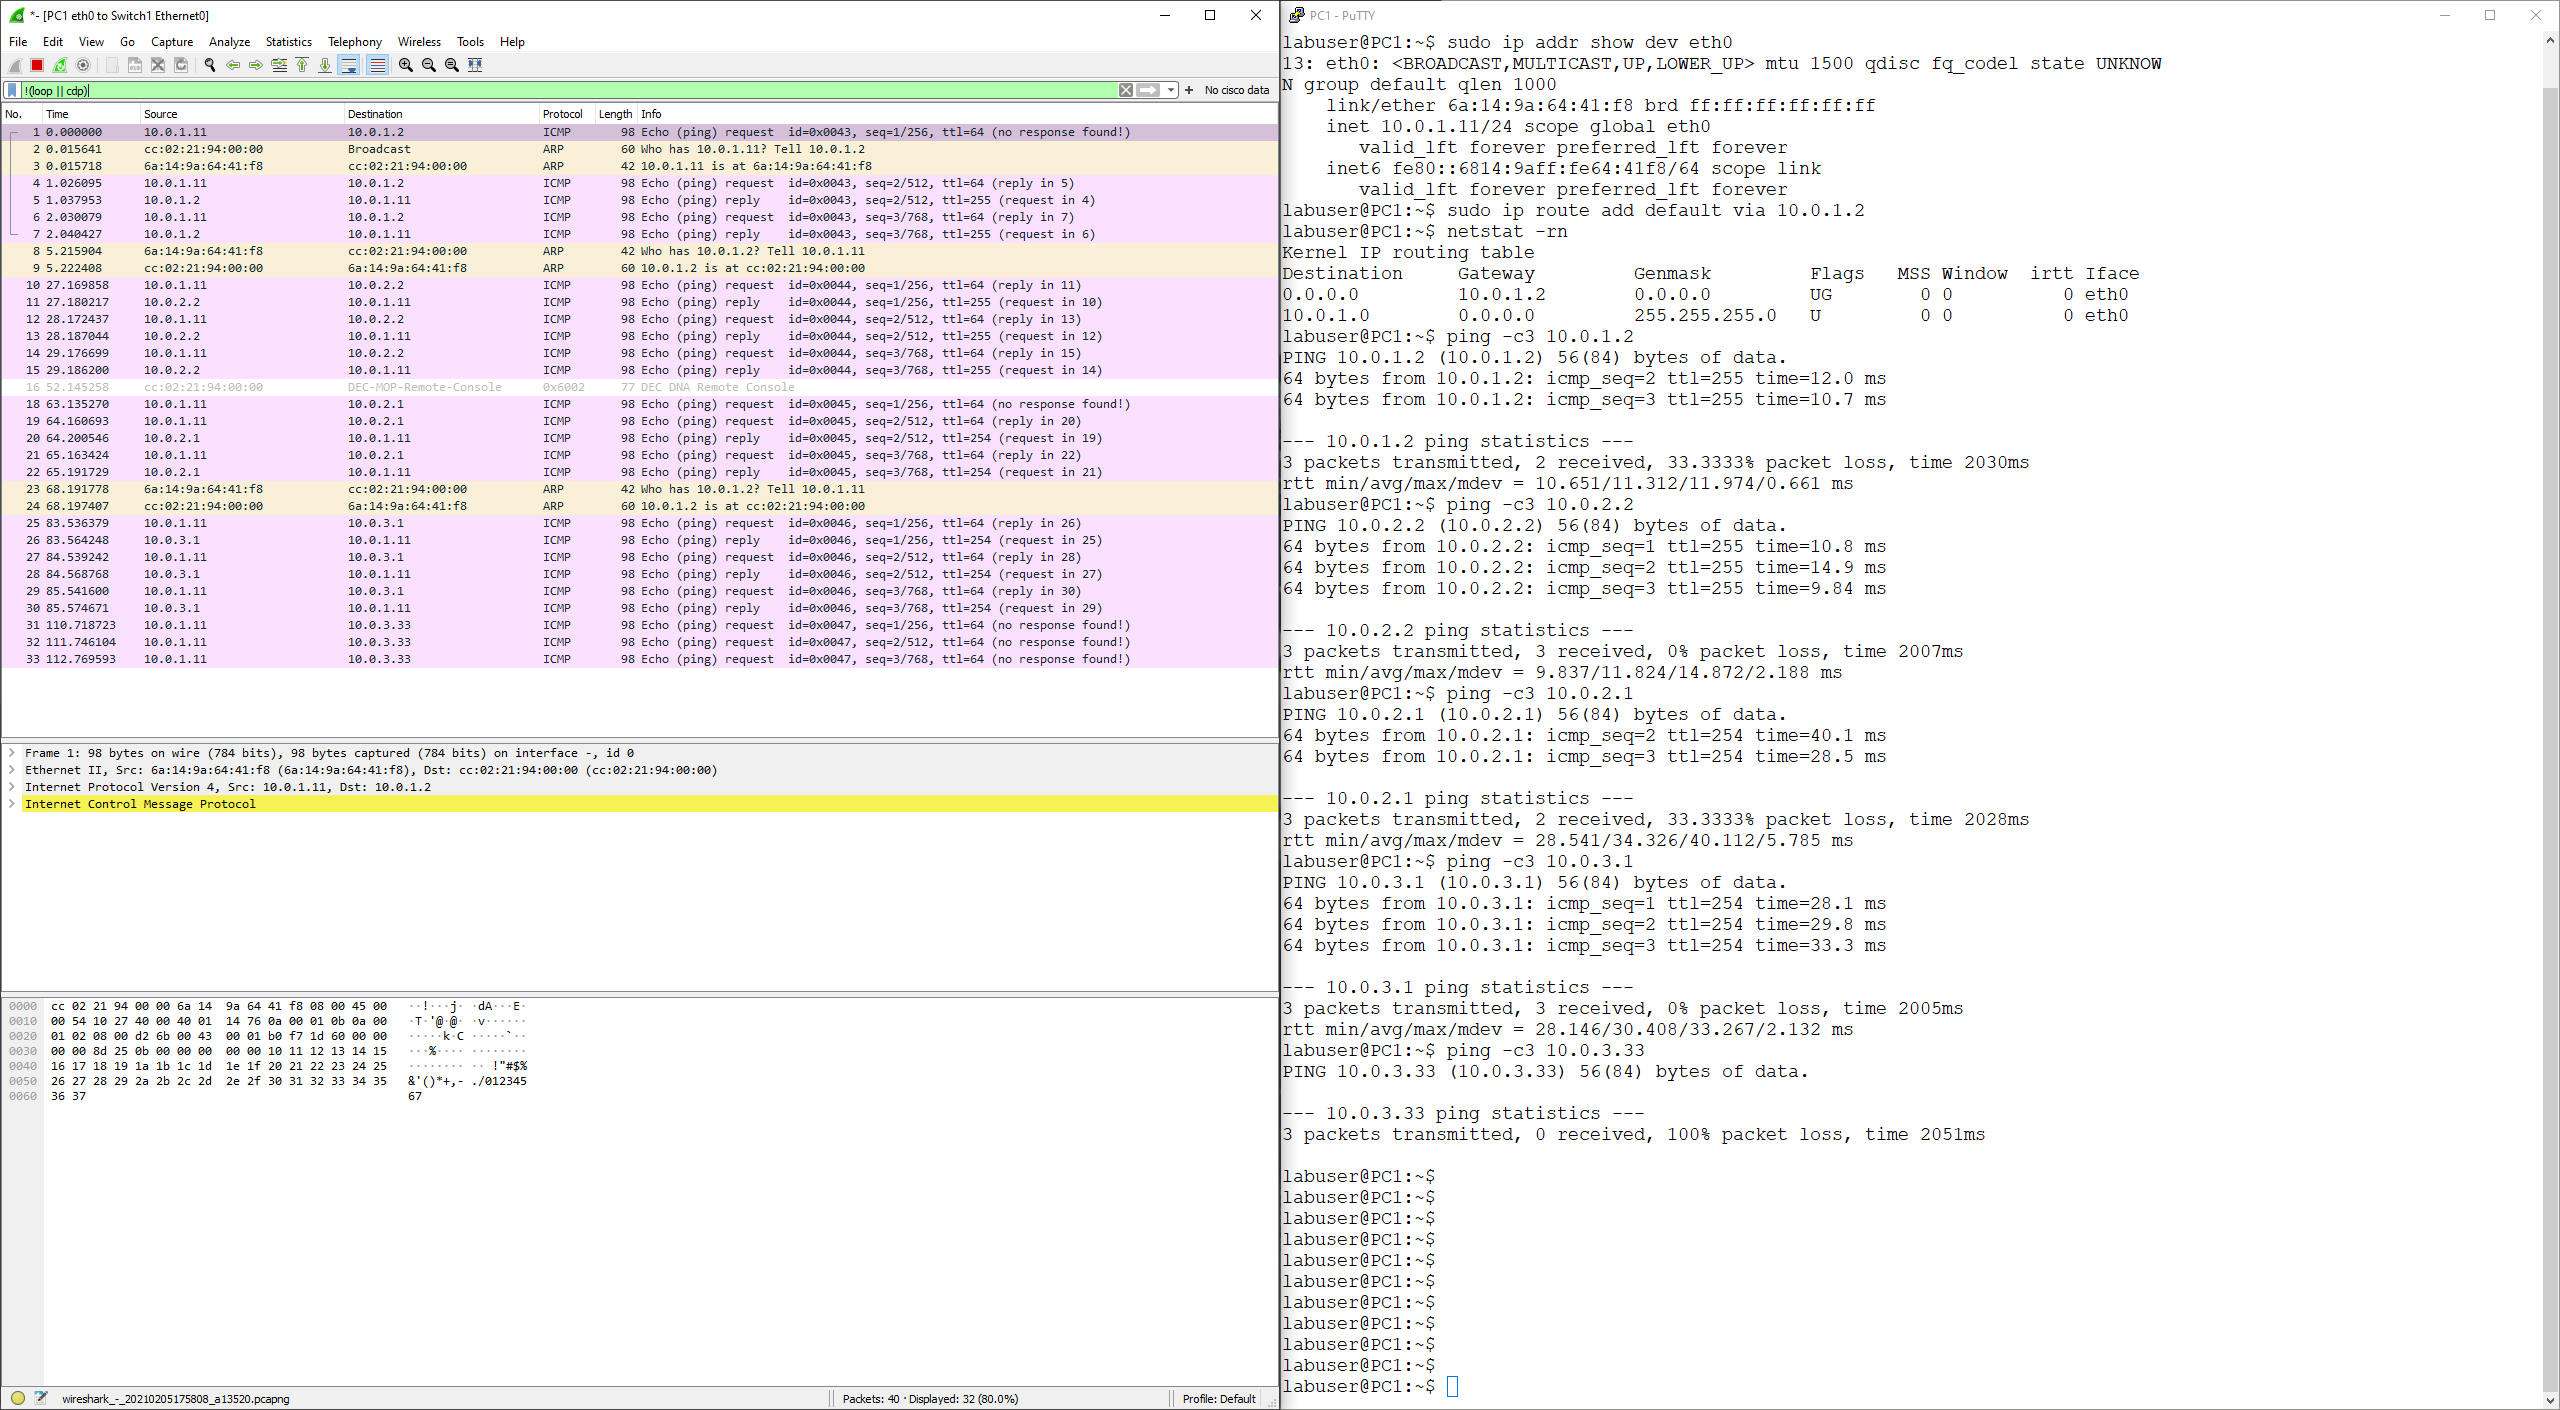 *- [PC1 eth0 to Switch1 Ethernet0]
File Edit View Go Capture Analyze Statistics Telephony Wireless Tools Help
!(loop || cdp)
No cisco data
No. Time Source Destination Protocol Length Info
1 0.000000 10.0.1.11 10.0.1.2 ICMP 98 Echo (ping) request id=0x0043, seq=1/256, ttl=64 (no response found!)
2 0.015641 cc:02:21:94:00:00 Broadcast ARP 60 Who has 10.0.1.11? Tell 10.0.1.2
3 0.015718 6a:14:9a:64:41:f8 cc:02:21:94:00:00 ARP 42 10.0.1.11 is at 6a:14:9a:64:41:f8
4 1.026095 10.0.1.11 10.0.1.2 ICMP 98 Echo (ping) request id=0x0043, seq=2/512, ttl=64 (reply in 5)
5 1.037953 10.0.1.2 10.0.1.11 ICMP 98 Echo (ping) reply id=0x0043, seq=2/512, ttl=255 (request in 4)
6 2.030079 10.0.1.11 10.0.1.2 ICMP 98 Echo (ping) request id=0x0043, seq=3/768, ttl=64 (reply in 7)
7 2.040427 10.0.1.2 10.0.1.11 ICMP 98 Echo (ping) reply id=0x0043, seq=3/768, ttl=255 (request in 6)
8 5.215904 6a:14:9a:64:41:f8 cc:02:21:94:00:00 ARP 42 Who has 10.0.1.2? Tell 10.0.1.11
9 5.222408 cc:02:21:94:00:00 6a:14:9a:64:41:f8 ARP 60 10.0.1.2 is at cc:02:21:94:00:00
10 27.169858 10.0.1.11 10.0.2.2 ICMP 98 Echo (ping) request id=0x0044, seq=1/256, ttl=64 (reply in 11)
11 27.180217 10.0.2.2 10.0.1.11 ICMP 98 Echo (ping) reply id=0x0044, seq=1/256, ttl=255 (request in 10)
12 28.172437 10.0.1.11 10.0.2.2 ICMP 98 Echo (ping) request id=0x0044, seq=2/512, ttl=64 (reply in 13)
13 28.187044 10.0.2.2 10.0.1.11 ICMP 98 Echo (ping) reply id=0x0044, seq=2/512, ttl=255 (request in 12)
14 29.176699 10.0.1.11 10.0.2.2 ICMP 98 Echo (ping) request id=0x0044, seq=3/768, ttl=64 (reply in 15)
15 29.186200 10.0.2.2 10.0.1.11 ICMP 98 Echo (ping) reply id=0x0044, seq=3/768, ttl=255 (request in 14)
16 52.145258 cc:02:21:94:00:00 DEC-MOP-Remote-Console 0x6002 77 DEC DNA Remote Console
18 63.135270 10.0.1.11 10.0.2.1 ICMP 98 Echo (ping) request id=0x0045, seq=1/256, ttl=64 (no response found!)
19 64.160693 10.0.1.11 10.0.2.1 ICMP 98 Echo (ping) request id=0x0045, seq=2/512, ttl=64 (reply in 20)
20 64.200546 10.0.2.1 10.0.1.11 ICMP 98 Echo (ping) reply id=0x0045, seq=2/512, ttl=254 (request in 19)
21 65.163424 10.0.1.11 10.0.2.1 ICMP 98 Echo (ping) request id=0x0045, seq=3/768, ttl=64 (reply in 22)
22 65.191729 10.0.2.1 10.0.1.11 ICMP 98 Echo (ping) reply id=0x0045, seq=3/768, ttl=254 (request in 21)
23 68.191778 6a:14:9a:64:41:f8 cc:02:21:94:00:00 ARP 42 Who has 10.0.1.2? Tell 10.0.1.11
24 68.197407 cc:02:21:94:00:00 6a:14:9a:64:41:f8 ARP 60 10.0.1.2 is at cc:02:21:94:00:00
25 83.536379 10.0.1.11 10.0.3.1 ICMP 98 Echo (ping) request id=0x0046, seq=1/256, ttl=64 (reply in 26)
26 83.564248 10.0.3.1 10.0.1.11 ICMP 98 Echo (ping) reply id=0x0046, seq=1/256, ttl=254 (request in 25)
27 84.539242 10.0.1.11 10.0.3.1 ICMP 98 Echo (ping) request id=0x0046, seq=2/512, ttl=64 (reply in 28)
28 84.568768 10.0.3.1 10.0.1.11 ICMP 98 Echo (ping) reply id=0x0046, seq=2/512, ttl=254 (request in 27)
29 85.541600 10.0.1.11 10.0.3.1 ICMP 98 Echo (ping) request id=0x0046, seq=3/768, ttl=64 (reply in 30)
30 85.574671 10.0.3.1 10.0.1.11 ICMP 98 Echo (ping) reply id=0x0046, seq=3/768, ttl=254 (request in 29)
31 110.718723 10.0.1.11 10.0.3.33 ICMP 98 Echo (ping) request id=0x0047, seq=1/256, ttl=64 (no response found!)
32 111.746104 10.0.1.11 10.0.3.33 ICMP 98 Echo (ping) request id=0x0047, seq=2/512, ttl=64 (no response found!)
33 112.769593 10.0.1.11 10.0.3.33 ICMP 98 Echo (ping) request id=0x0047, seq=3/768, ttl=64 (no response found!)
Frame 1: 98 bytes on wire (784 bits), 98 bytes captured (784 bits) on interface -, id 0
Ethernet II, Src: 6a:14:9a:64:41:f8 (6a:14:9a:64:41:f8), Dst: cc:02:21:94:00:00 (cc:02:21:94:00:00)
Internet Protocol Version 4, Src: 10.0.1.11, Dst: 10.0.1.2
Internet Control Message Protocol
0000 cc 02 21 94 00 00 6a 14 9a 64 41 f8 08 00 45 00 ··!···j· ·dA···E·
0010 00 54 10 27 40 00 40 01 14 76 0a 00 01 0b 0a 00 ·T·'@·@· ·v······
0020 01 02 08 00 d2 6b 00 43 00 01 b0 f7 1d 60 00 00 ·····k·C ·····`··
0030 00 00 8d 25 0b 00 00 00 00 00 10 11 12 13 14 15 ···%···· ········
0040 16 17 18 19 1a 1b 1c 1d 1e 1f 20 21 22 23 24 25 ········ ·· !"#$%
0050 26 27 28 29 2a 2b 2c 2d 2e 2f 30 31 32 33 34 35 &'()*+,- ./012345
0060 36 37 67
wireshark_-_20210205175808_a13520.pcapng
Packets: 40 · Displayed: 32 (80.0%)
Profile: Default
PC1 - PuTTY
labuser@PC1:~$ sudo ip addr show dev eth0
13: eth0: <BROADCAST,MULTICAST,UP,LOWER_UP> mtu 1500 qdisc fq_codel state UNKNOW
N group default qlen 1000
link/ether 6a:14:9a:64:41:f8 brd ff:ff:ff:ff:ff:ff
inet 10.0.1.11/24 scope global eth0
valid_lft forever preferred_lft forever
inet6 fe80::6814:9aff:fe64:41f8/64 scope link
valid_lft forever preferred_lft forever
labuser@PC1:~$ sudo ip route add default via 10.0.1.2
labuser@PC1:~$ netstat -rn
Kernel IP routing table
Destination Gateway Genmask Flags MSS Window irtt Iface
0.0.0.0 10.0.1.2 0.0.0.0 UG 0 0 0 eth0
10.0.1.0 0.0.0.0 255.255.255.0 U 0 0 0 eth0
labuser@PC1:~$ ping -c3 10.0.1.2
PING 10.0.1.2 (10.0.1.2) 56(84) bytes of data.
64 bytes from 10.0.1.2: icmp_seq=2 ttl=255 time=12.0 ms
64 bytes from 10.0.1.2: icmp_seq=3 ttl=255 time=10.7 ms
--- 10.0.1.2 ping statistics ---
3 packets transmitted, 2 received, 33.3333% packet loss, time 2030ms
rtt min/avg/max/mdev = 10.651/11.312/11.974/0.661 ms
labuser@PC1:~$ ping -c3 10.0.2.2
PING 10.0.2.2 (10.0.2.2) 56(84) bytes of data.
64 bytes from 10.0.2.2: icmp_seq=1 ttl=255 time=10.8 ms
64 bytes from 10.0.2.2: icmp_seq=2 ttl=255 time=14.9 ms
64 bytes from 10.0.2.2: icmp_seq=3 ttl=255 time=9.84 ms
--- 10.0.2.2 ping statistics ---
3 packets transmitted, 3 received, 0% packet loss, time 2007ms
rtt min/avg/max/mdev = 9.837/11.824/14.872/2.188 ms
labuser@PC1:~$ ping -c3 10.0.2.1
PING 10.0.2.1 (10.0.2.1) 56(84) bytes of data.
64 bytes from 10.0.2.1: icmp_seq=2 ttl=254 time=40.1 ms
64 bytes from 10.0.2.1: icmp_seq=3 ttl=254 time=28.5 ms
--- 10.0.2.1 ping statistics ---
3 packets transmitted, 2 received, 33.3333% packet loss, time 2028ms
rtt min/avg/max/mdev = 28.541/34.326/40.112/5.785 ms
labuser@PC1:~$ ping -c3 10.0.3.1
PING 10.0.3.1 (10.0.3.1) 56(84) bytes of data.
64 bytes from 10.0.3.1: icmp_seq=1 ttl=254 time=28.1 ms
64 bytes from 10.0.3.1: icmp_seq=2 ttl=254 time=29.8 ms
64 bytes from 10.0.3.1: icmp_seq=3 ttl=254 time=33.3 ms
--- 10.0.3.1 ping statistics ---
3 packets transmitted, 3 received, 0% packet loss, time 2005ms
rtt min/avg/max/mdev = 28.146/30.408/33.267/2.132 ms
labuser@PC1:~$ ping -c3 10.0.3.33
PING 10.0.3.33 (10.0.3.33) 56(84) bytes of data.
--- 10.0.3.33 ping statistics ---
3 packets transmitted, 0 received, 100% packet loss, time 2051ms
labuser@PC1:~$
labuser@PC1:~$
labuser@PC1:~$
labuser@PC1:~$
labuser@PC1:~$
labuser@PC1:~$
labuser@PC1:~$
labuser@PC1:~$
labuser@PC1:~$
labuser@PC1:~$
labuser@PC1:~$